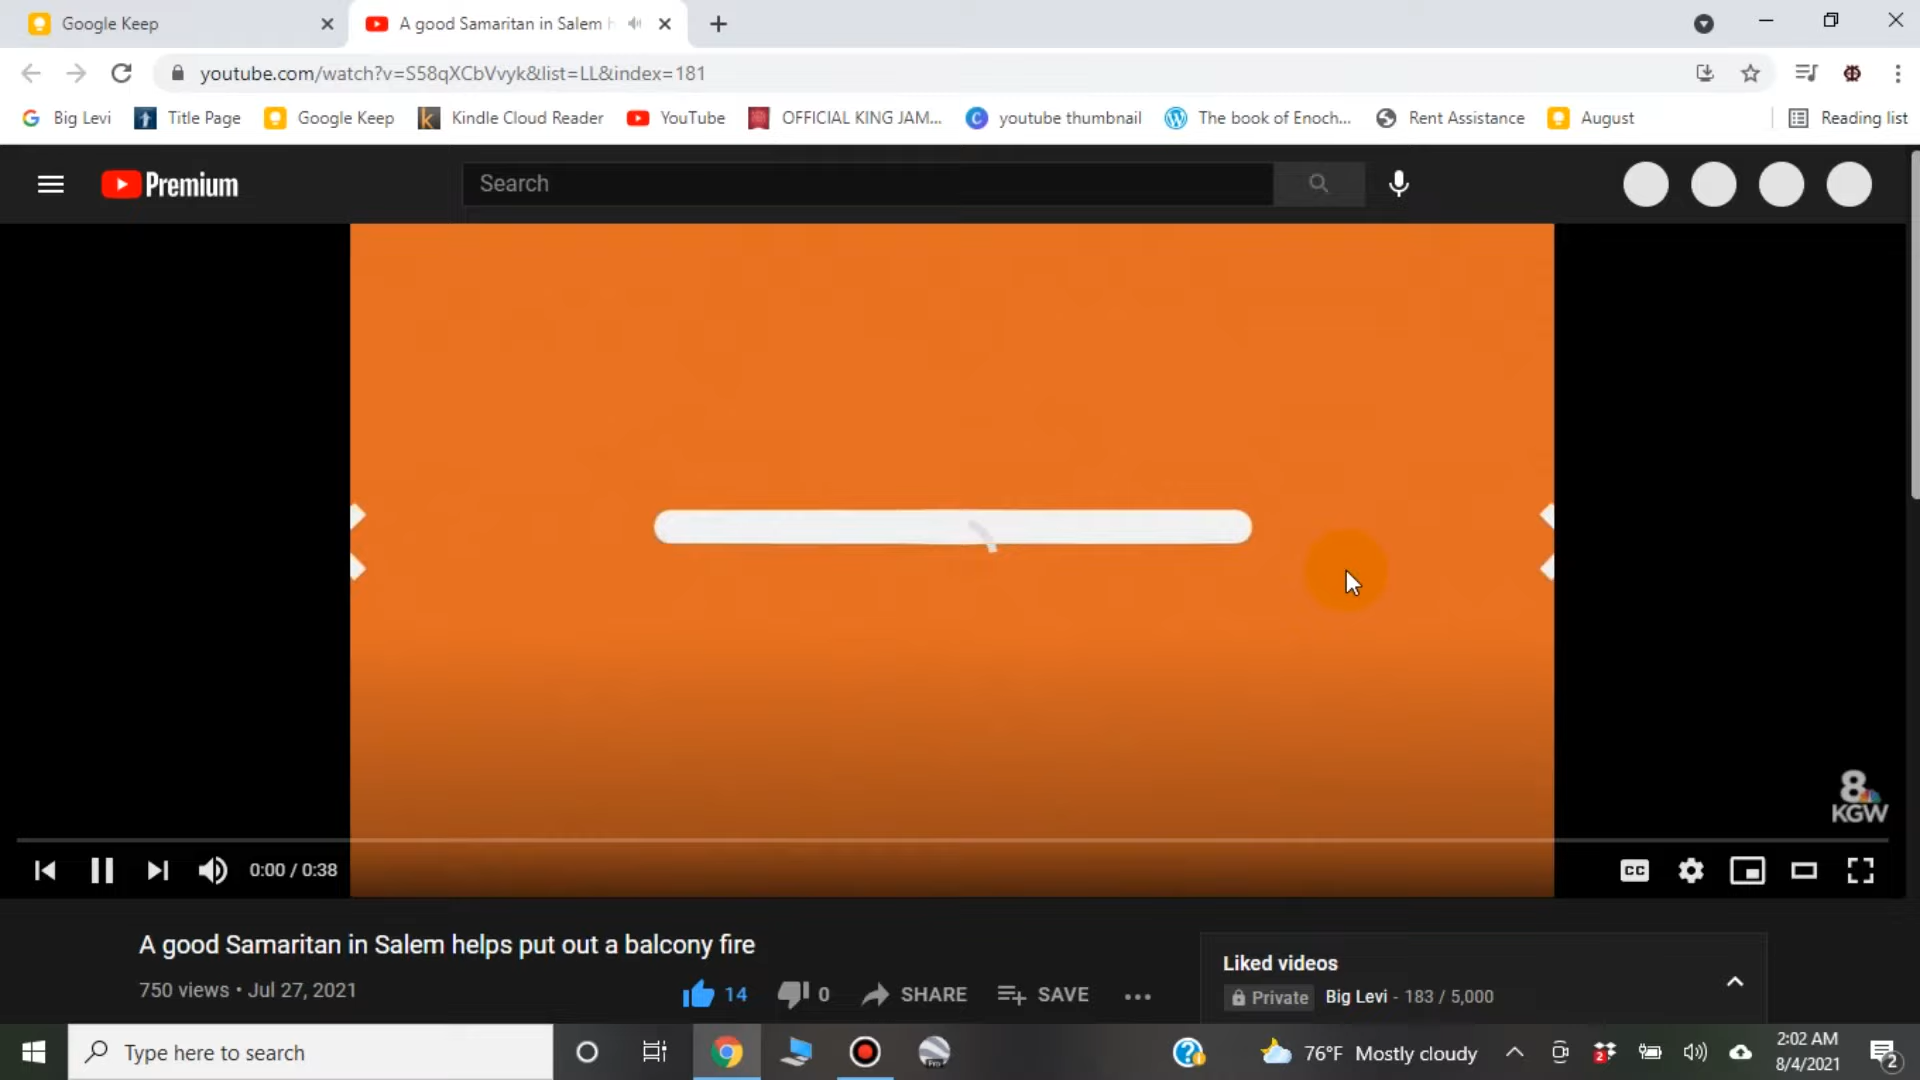 Google Keep
A good Samaritan in Salem h
youtube.com/watch?v=S58qXCbVvyk&list=LL&index=181
Big Levi
Title Page
Google Keep
Kindle Cloud Reader
YouTube
OFFICIAL KING JAM...
youtube thumbnail
The book of Enoch...
Rent Assistance
August
Reading list
Premium
Search
8
KGW
0:00 / 0:38
CC
A good Samaritan in Salem helps put out a balcony fire
750 views • Jul 27, 2021
14
0
SHARE
SAVE
Liked videos
Private
Big Levi - 183 / 5,000
Type here to search
76°F Mostly cloudy
2
2:02 AM
8/4/2021
2